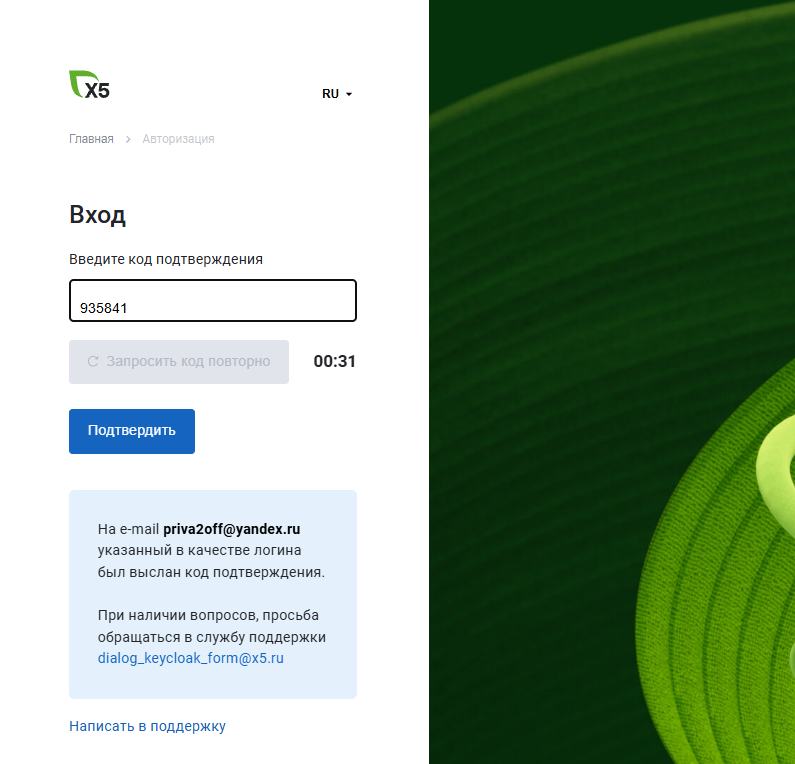 X5
RU
Главная > Авторизация
Вход
Введите код подтверждения
935841
Запросить код повторно 00:31
Подтвердить
На e-mail priva2off@yandex.ru
указанный в качестве логина
был выслан код подтверждения.
При наличии вопросов, просьба
обращаться в службу поддержки
dialog_keycloak_form@x5.ru
Написать в поддержку